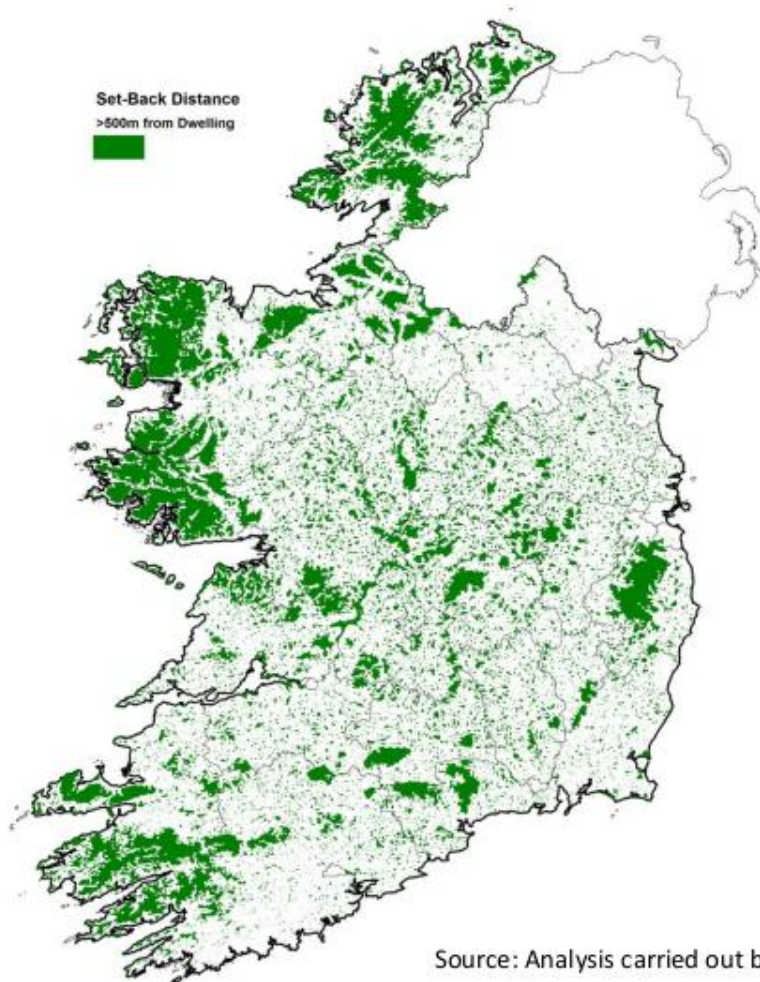 Set-Back Distance
>500m from Dwelling
Source: Analysis carried out b